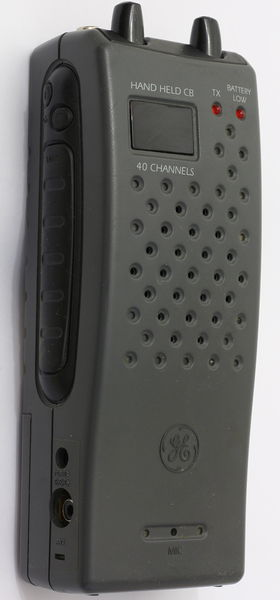 HAND HELD CB
TX
BATTERY
LOW
40 CHANNELS
GE
MIC